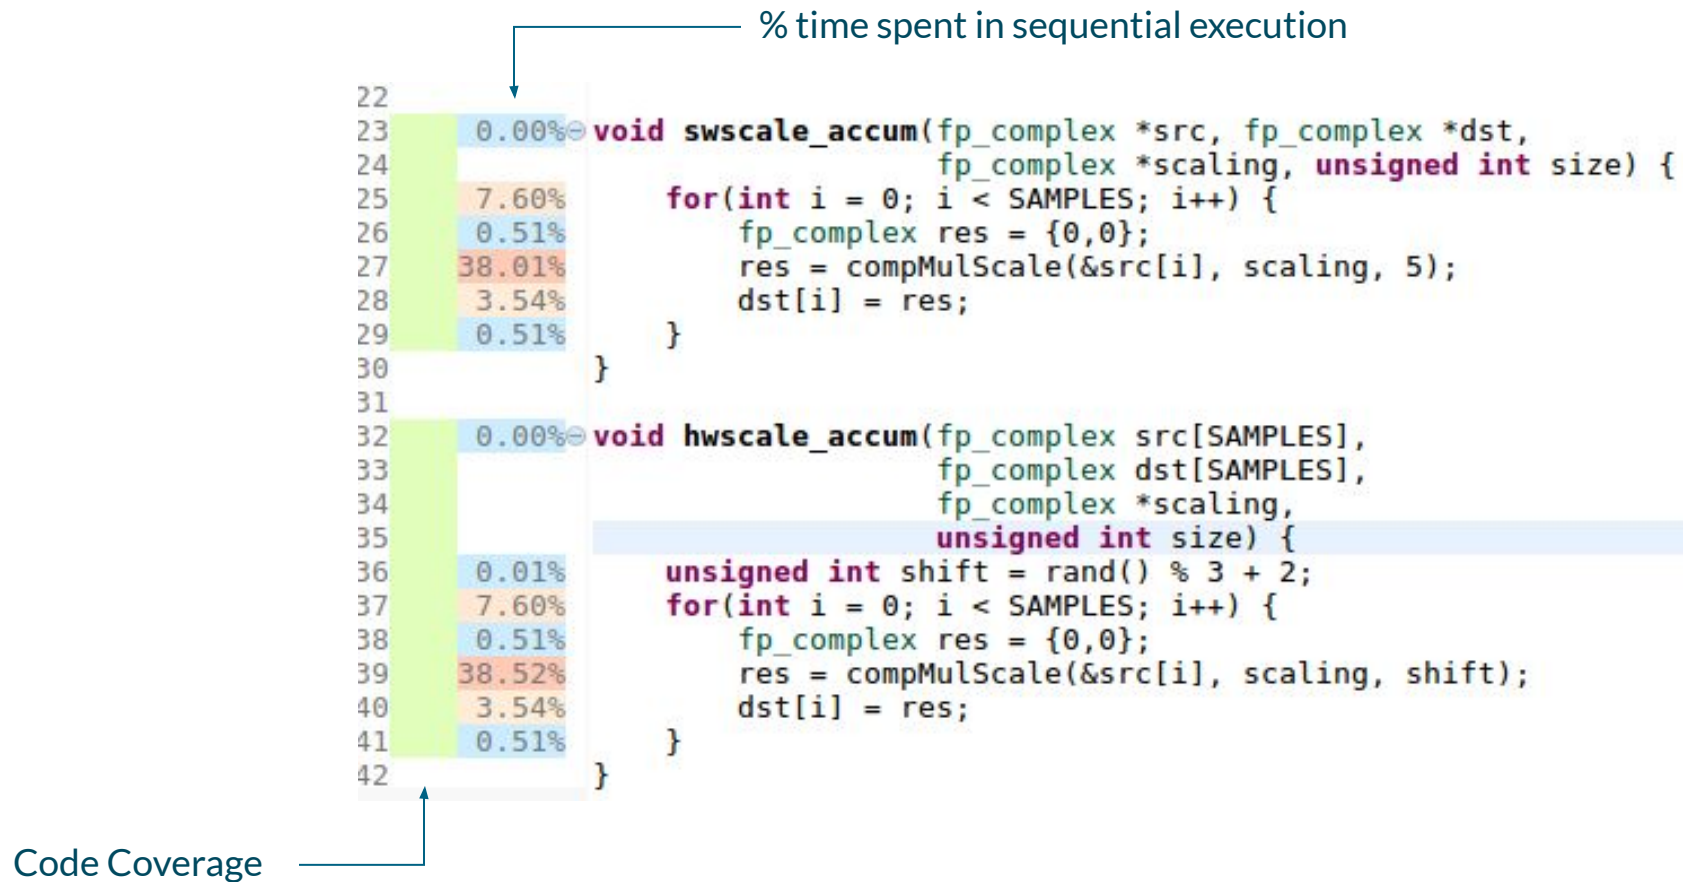 % time spent in sequential execution
22
23 0.00% void swscale_accum(fp_complex *src, fp_complex *dst,
24 fp_complex *scaling, unsigned int size) {
25 7.60% for(int i = 0; i < SAMPLES; i++) {
26 0.51% fp_complex res = {0,0};
27 38.01% res = compMulScale(&src[i], scaling, 5);
28 3.54% dst[i] = res;
29 0.51% }
30 }
31
32 0.00% void hwscale_accum(fp_complex src[SAMPLES],
33 fp_complex dst[SAMPLES],
34 fp_complex *scaling,
35 unsigned int size) {
36 0.01% unsigned int shift = rand() % 3 + 2;
37 7.60% for(int i = 0; i < SAMPLES; i++) {
38 0.51% fp_complex res = {0,0};
39 38.52% res = compMulScale(&src[i], scaling, shift);
40 3.54% dst[i] = res;
41 0.51% }
42 }
Code Coverage